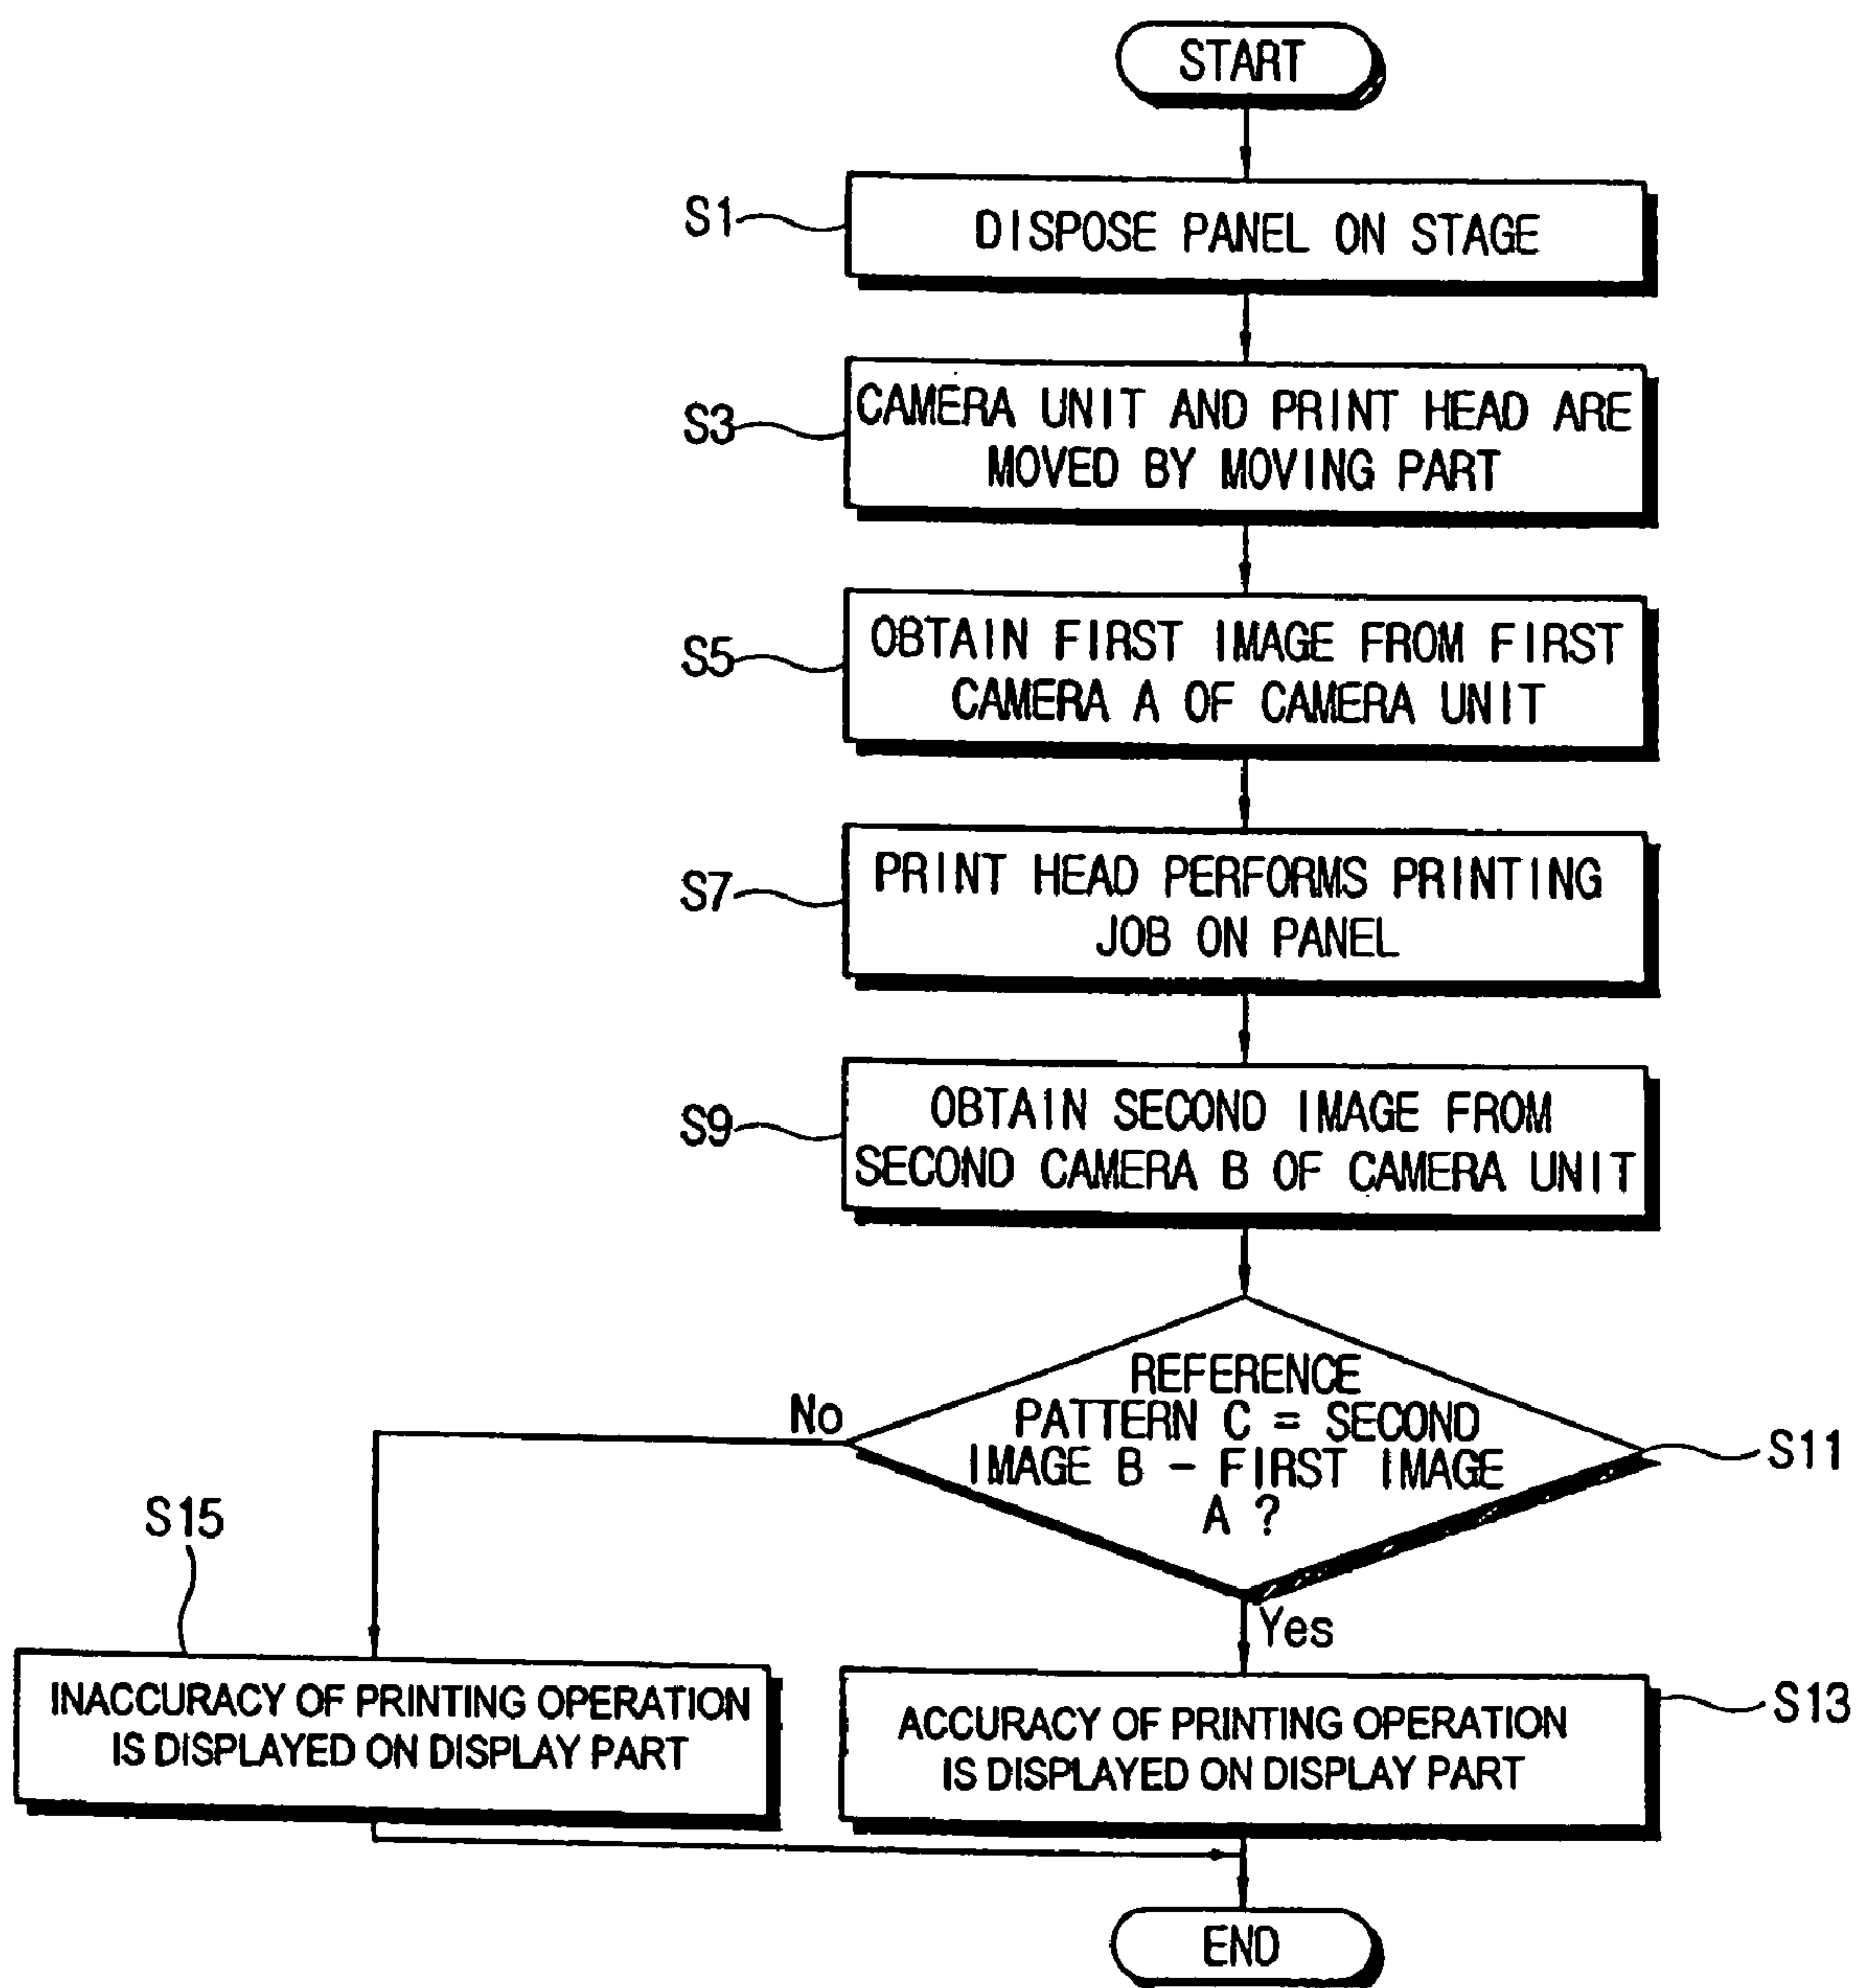 START
S1
DISPOSE PANEL ON STAGE
S3
CAMERA UNIT AND PRINT HEAD ARE
MOVED BY MOVING PART
S5
OBTAIN FIRST IMAGE FROM FIRST
CAMERA A OF CAMERA UNIT
S7
PRINT HEAD PERFORMS PRINTING
JOB ON PANEL
S9
OBTAIN SECOND IMAGE FROM
SECOND CAMERA B OF CAMERA UNIT
REFERENCE
PATTERN C = SECOND
IMAGE B - FIRST IMAGE
A ?
No
S11
Yes
S15
INACCURACY OF PRINTING OPERATION
IS DISPLAYED ON DISPLAY PART
S13
ACCURACY OF PRINTING OPERATION
IS DISPLAYED ON DISPLAY PART
END